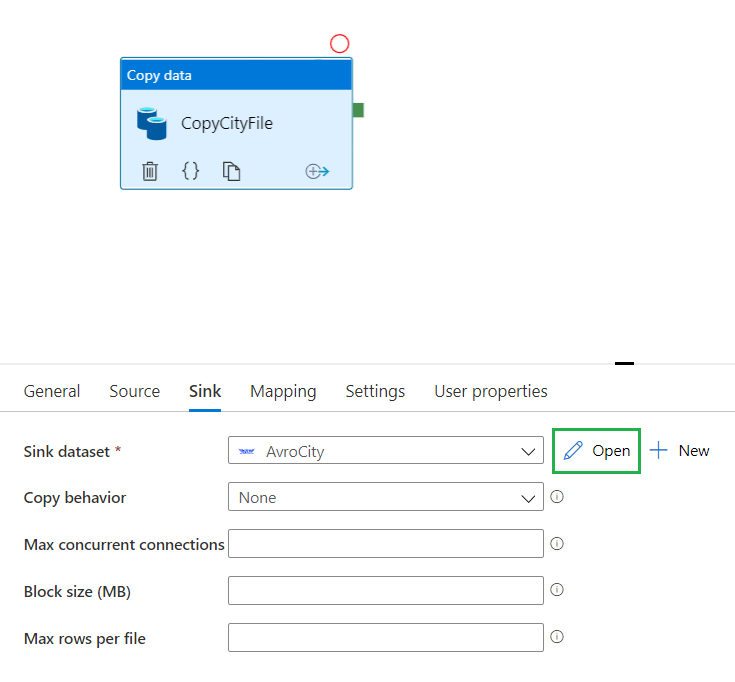 Copy data
CopyCityFile
General Source Sink Mapping Settings User properties
Sink dataset * AvroCity Open New
Copy behavior None
Max concurrent connections
Block size (MB)
Max rows per file